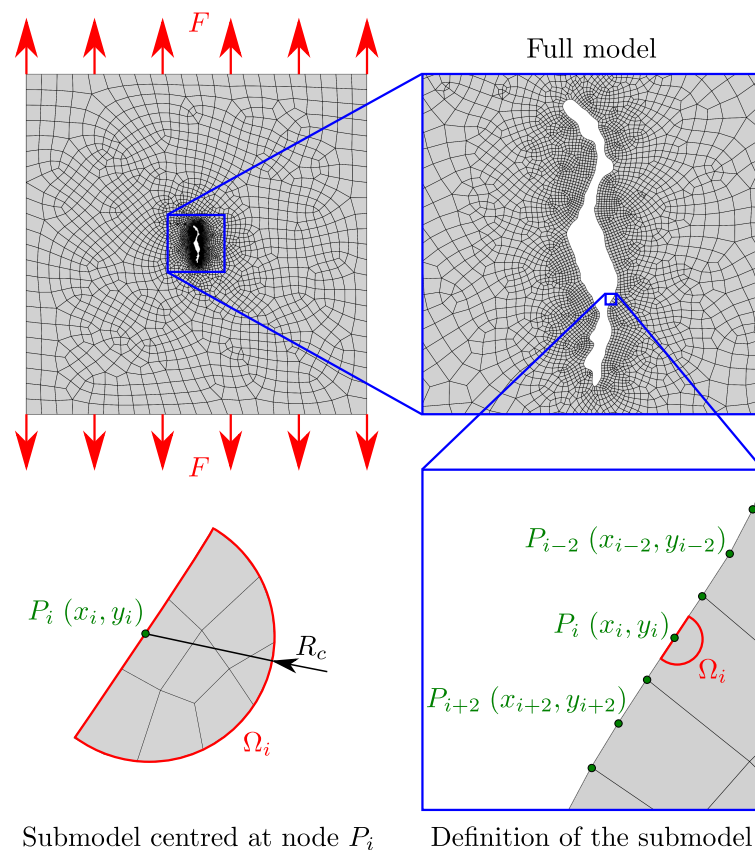 F
Full model
F
P_{i-2} (x_{i-2}, y_{i-2})
P_i (x_i, y_i)
P_i (x_i, y_i)
R_c
Ω_i
P_{i+2} (x_{i+2}, y_{i+2})
Ω_i
Submodel centred at node P_i
Definition of the submodel